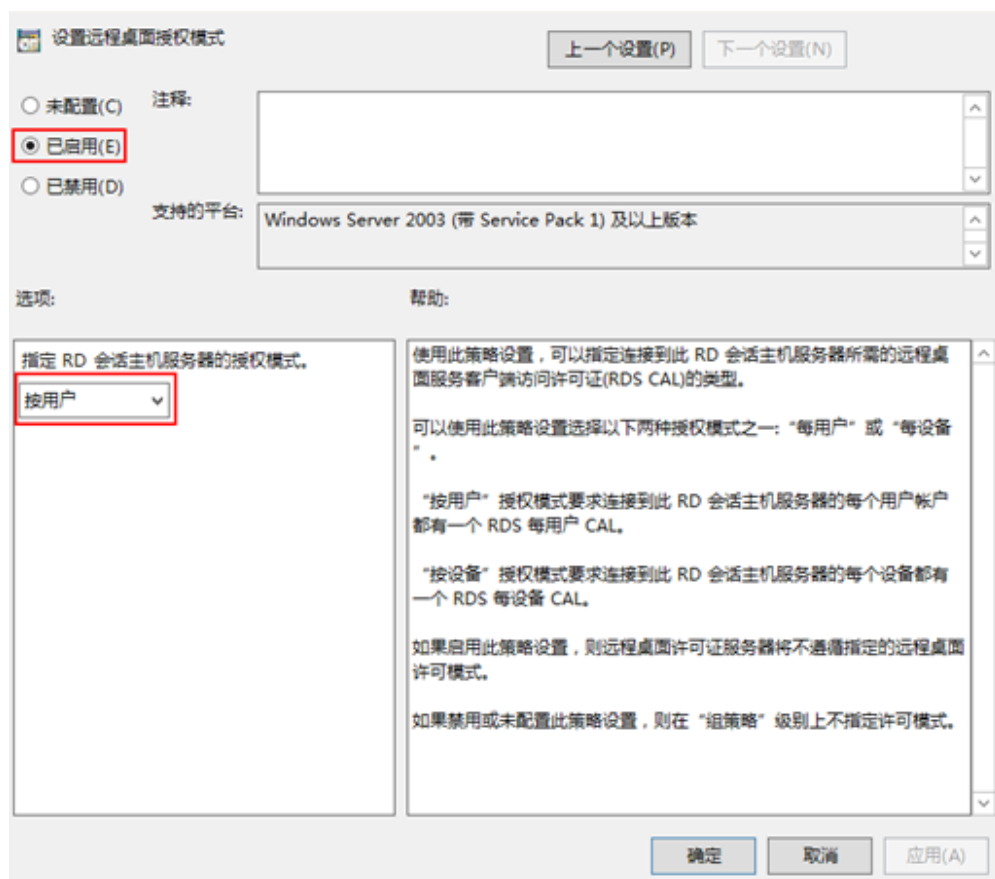 设置远程桌面授权模式
上一个设置(P)
下一个设置(N)
未配置(C)
注释:
已启用(E)
已禁用(D)
支持的平台:
Windows Server 2003 (带 Service Pack 1) 及以上版本
选项:
帮助:
指定 RD 会话主机服务器的授权模式。
按用户
使用此策略设置，可以指定连接到此 RD 会话主机服务器所需的远程桌
面服务客户端访问许可证(RDS CAL)的类型。
可以使用此策略设置选择以下两种授权模式之一: “每用户” 或 “每设备
”。
“按用户” 授权模式要求连接到此 RD 会话主机服务器的每个用户帐户
都有一个 RDS 每用户 CAL。
“按设备” 授权模式要求连接到此 RD 会话主机服务器的每个设备都有
一个 RDS 每设备 CAL。
如果启用此策略设置，则远程桌面许可证服务器将不遵循指定的远程桌面
许可模式。
如果禁用或未配置此策略设置，则在 “组策略” 级别上不指定许可模式。
确定
取消
应用(A)